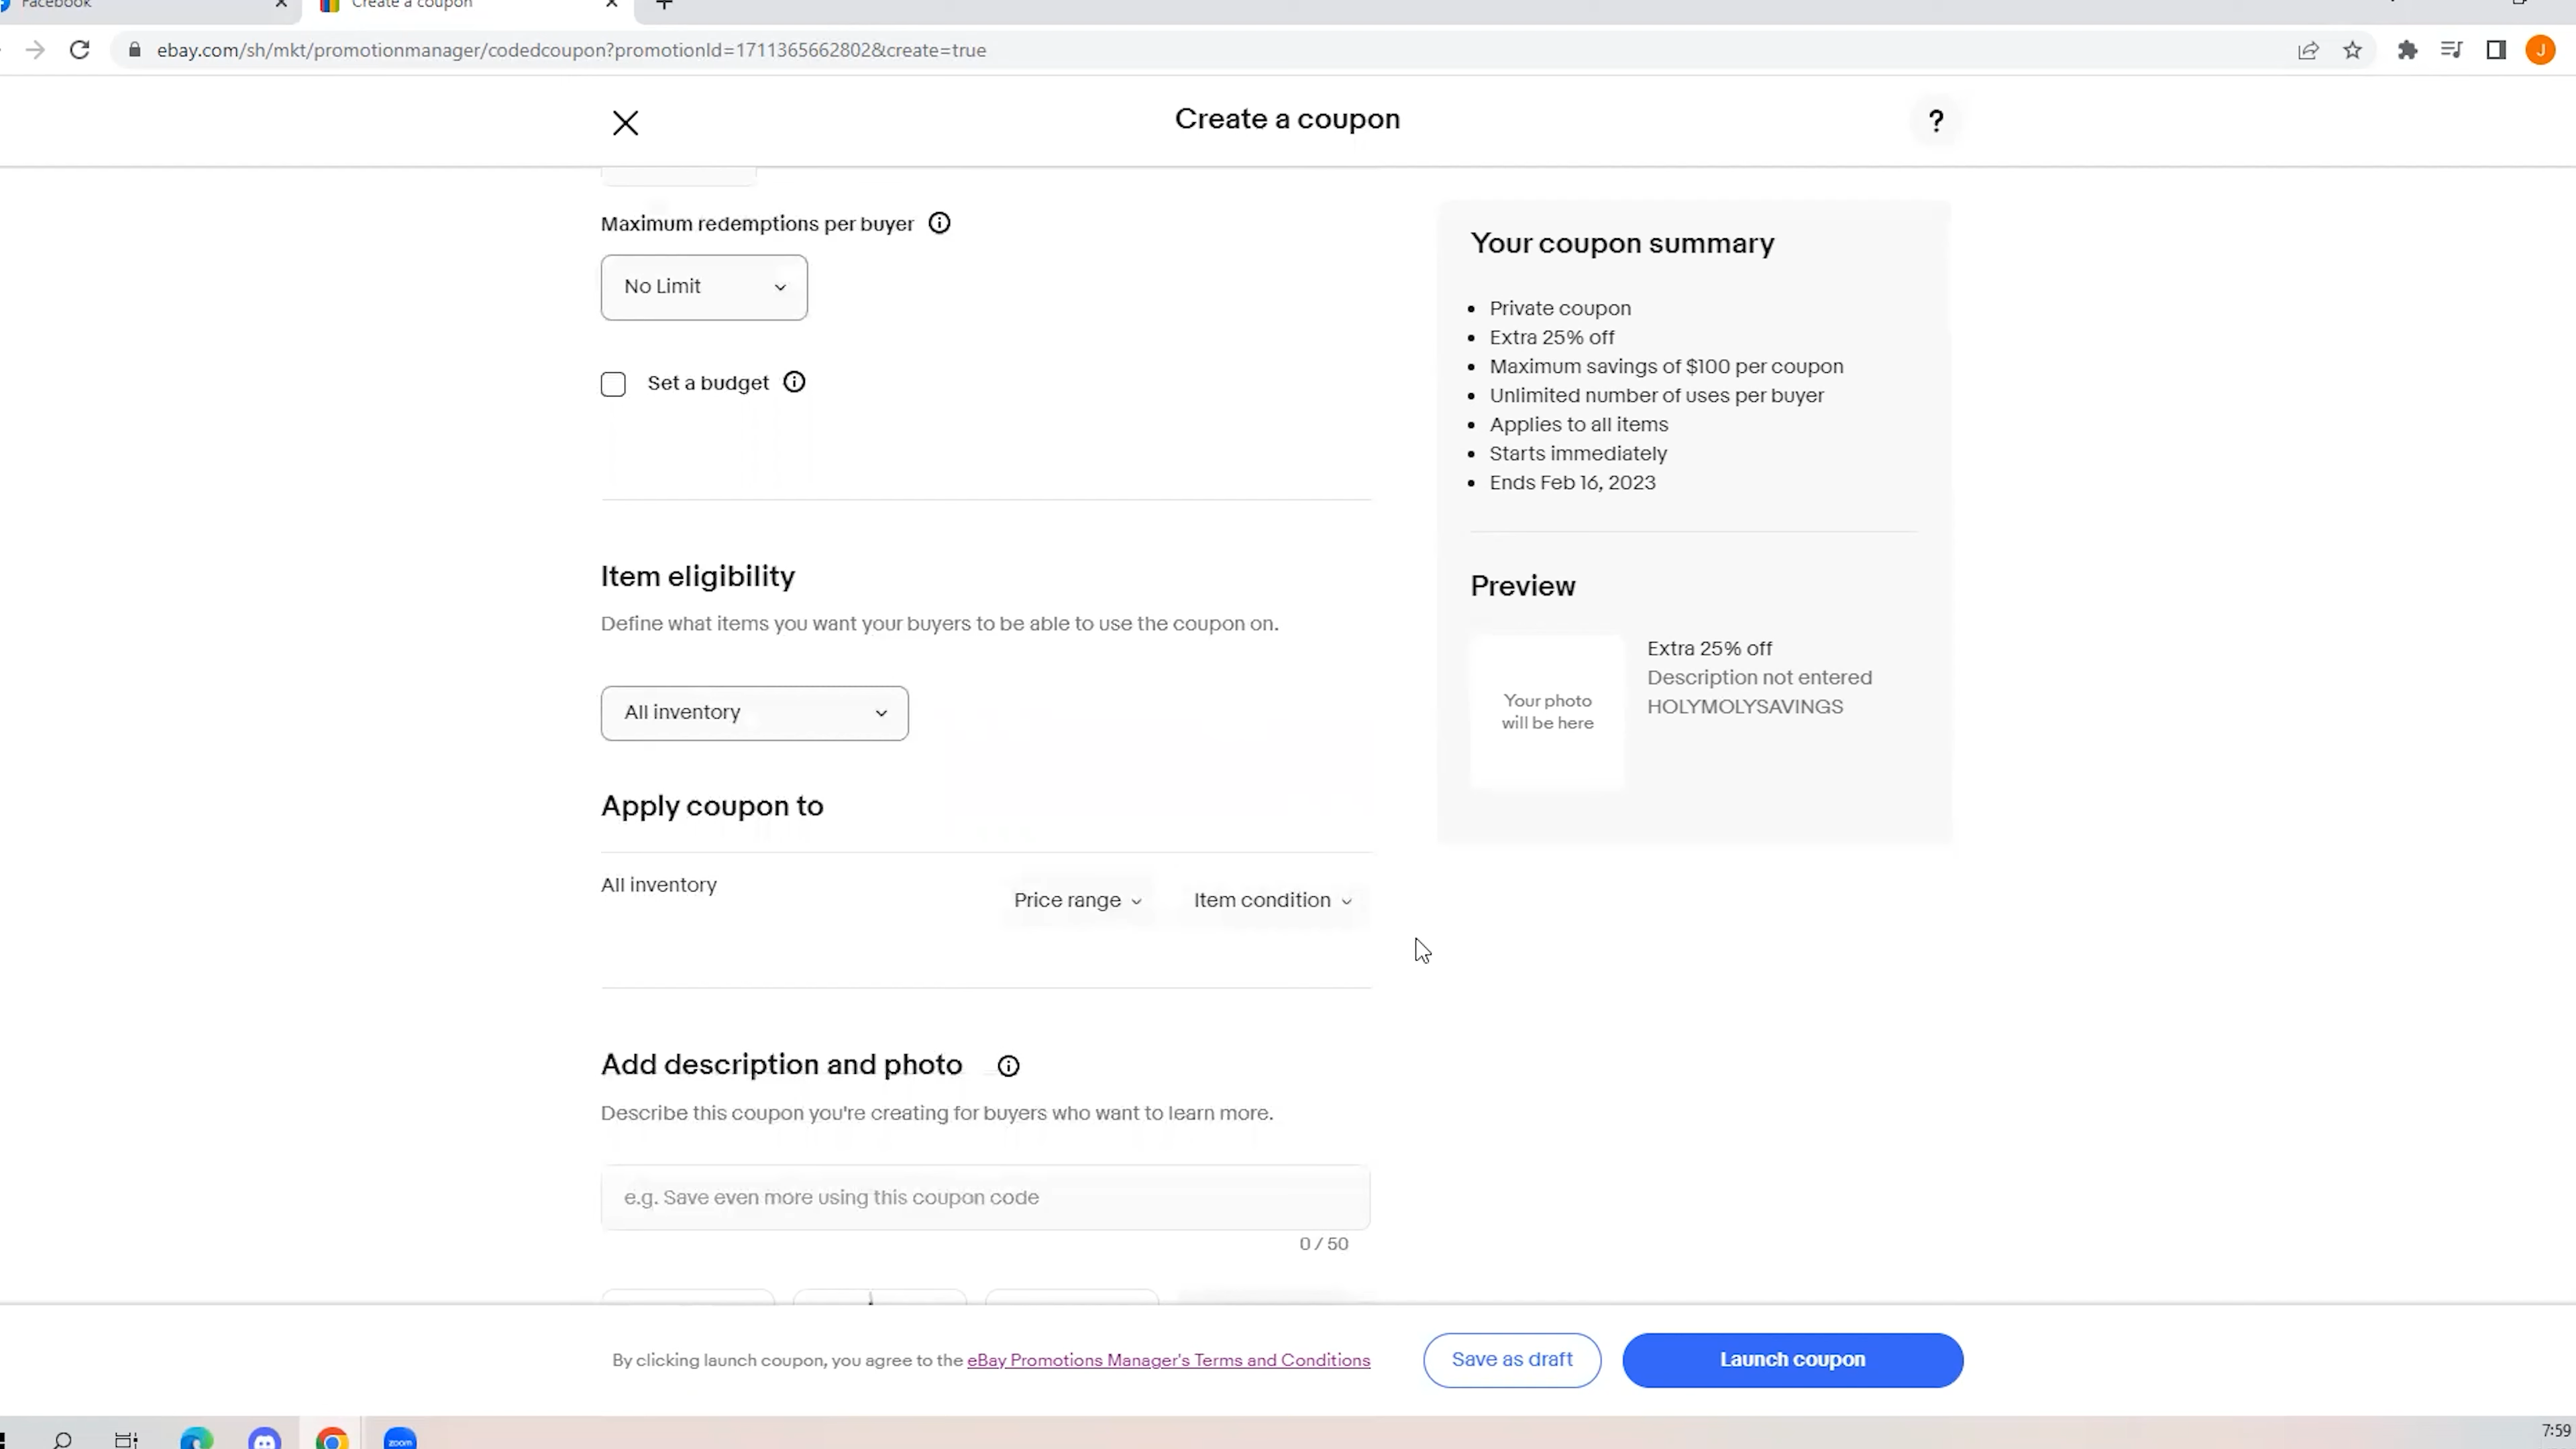 Facebook
Create a coupon
ebay.com/sh/mkt/promotionmanager/codedcoupon?promotionId=1711365662802&create=true
J
Create a coupon
?
Maximum redemptions per buyer
No Limit
Set a budget
Item eligibility
Define what items you want your buyers to be able to use the coupon on.
All inventory
Apply coupon to
All inventory
Price range
Item condition
Add description and photo
Describe this coupon you're creating for buyers who want to learn more.
e.g. Save even more using this coupon code
0 / 50
Your coupon summary
• Private coupon
• Extra 25% off
• Maximum savings of $100 per coupon
• Unlimited number of uses per buyer
• Applies to all items
• Starts immediately
• Ends Feb 16, 2023
Preview
Your photo
will be here
Extra 25% off
Description not entered
HOLYMOLYSAVINGS
By clicking launch coupon, you agree to the eBay Promotions Manager's Terms and Conditions
Save as draft
Launch coupon
zoom
7:59